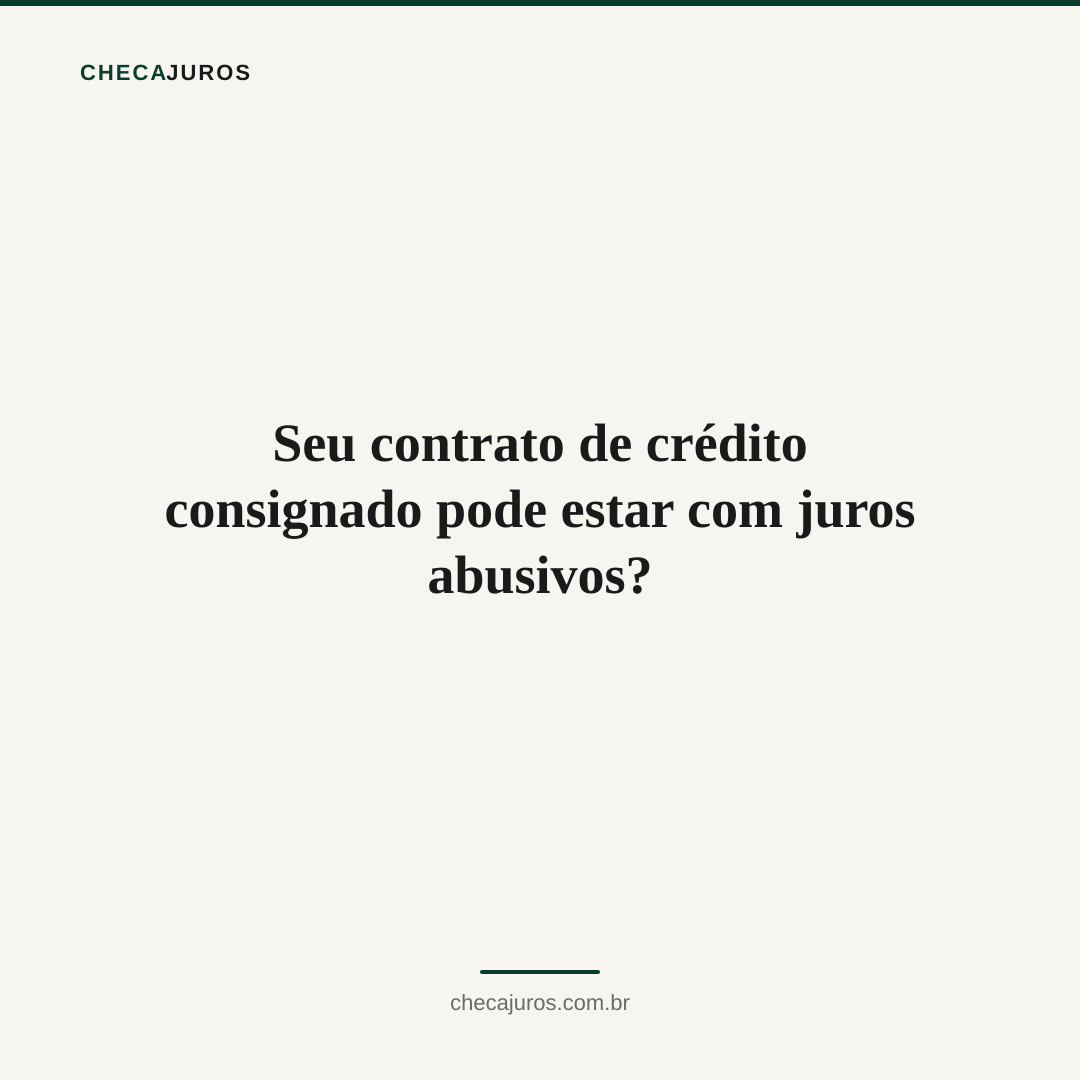 CHECAJUROS
Seu contrato de crédito
consignado pode estar com juros
abusivos?
checajuros.com.br